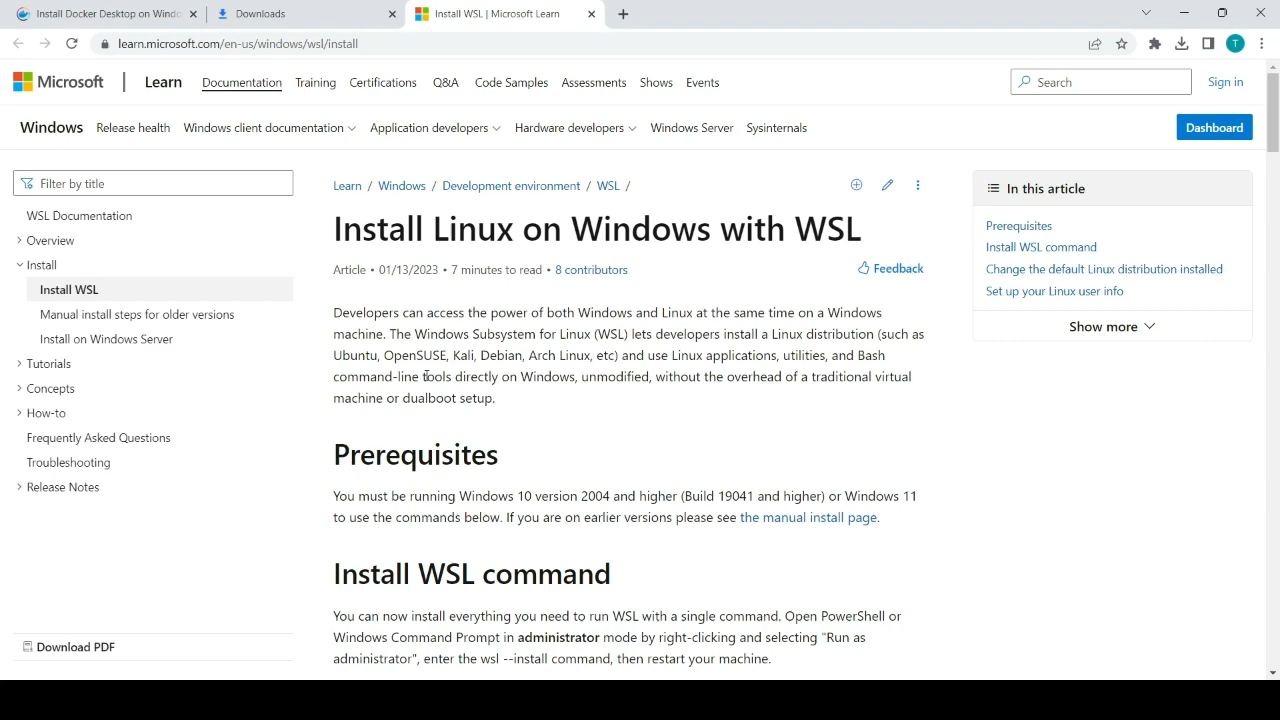 Install Docker Desktop on Windo
Downloads
Install WSL | Microsoft Learn
learn.microsoft.com/en-us/windows/wsl/install
T
Microsoft
Learn
Documentation
Training
Certifications
Q&A
Code Samples
Assessments
Shows
Events
Search
Sign in
Windows
Release health
Windows client documentation
Application developers
Hardware developers
Windows Server
Sysinternals
Dashboard
Filter by title
WSL Documentation
Overview
Install
Install WSL
Manual install steps for older versions
Install on Windows Server
Tutorials
Concepts
How-to
Frequently Asked Questions
Troubleshooting
Release Notes
Download PDF
Learn / Windows / Development environment / WSL /
Install Linux on Windows with WSL
Article • 01/13/2023 • 7 minutes to read • 8 contributors
Feedback
Developers can access the power of both Windows and Linux at the same time on a Windows
machine. The Windows Subsystem for Linux (WSL) lets developers install a Linux distribution (such as
Ubuntu, OpenSUSE, Kali, Debian, Arch Linux, etc) and use Linux applications, utilities, and Bash
command-line tools directly on Windows, unmodified, without the overhead of a traditional virtual
machine or dualboot setup.
Prerequisites
You must be running Windows 10 version 2004 and higher (Build 19041 and higher) or Windows 11
to use the commands below. If you are on earlier versions please see the manual install page.
Install WSL command
You can now install everything you need to run WSL with a single command. Open PowerShell or
Windows Command Prompt in administrator mode by right-clicking and selecting "Run as
administrator", enter the wsl --install command, then restart your machine.
In this article
Prerequisites
Install WSL command
Change the default Linux distribution installed
Set up your Linux user info
Show more